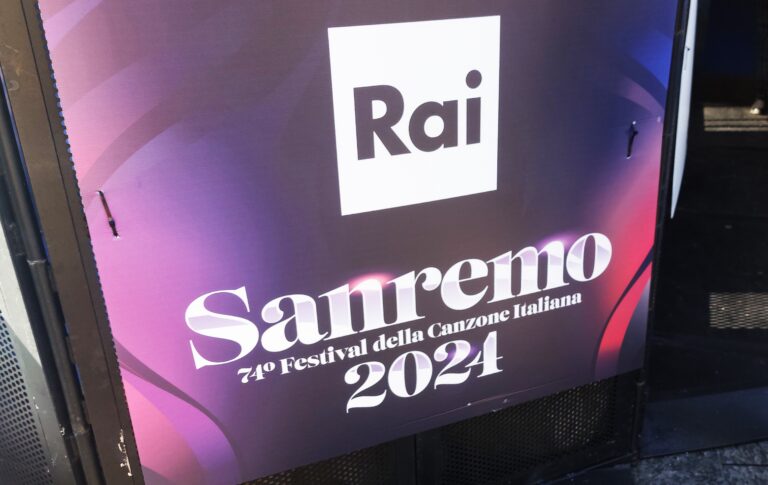 Rai
Sanremo
74º Festival della Canzone Italiana
2024